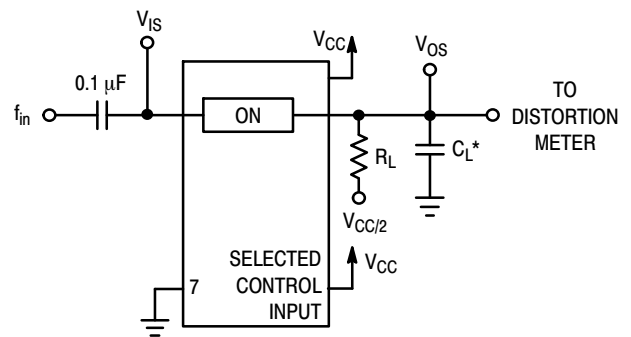 V_IS
V_CC
V_OS
0.1 μF
f_in
ON
TO
DISTORTION
METER
R_L
C_L*
V_CC/2
SELECTED
CONTROL
INPUT
7
V_CC